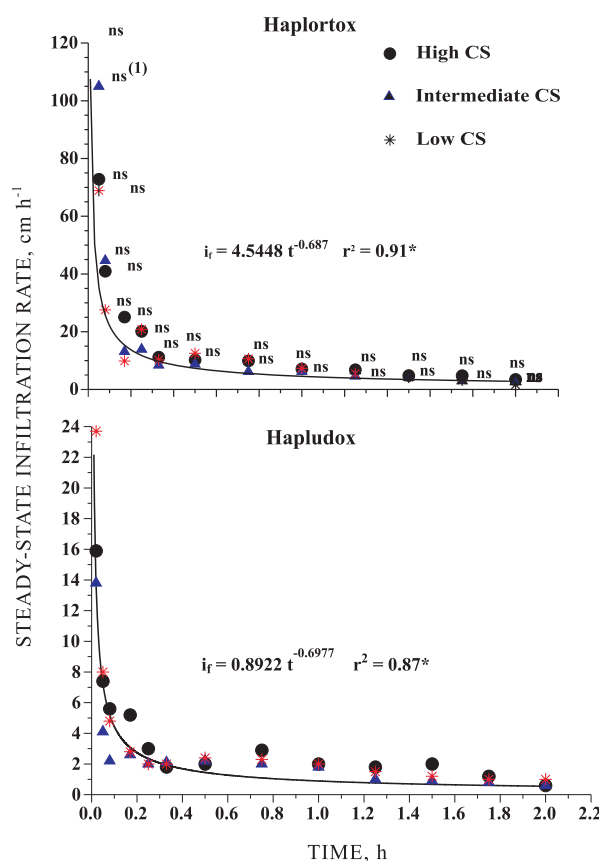 Haplortox
ns
120
High CS
ns(1)
100
Intermediate CS
80
Low CS
ns
ns
60
ns
i_f = 4.5448 t^-0.687 r² = 0.91*
ns
40
ns
ns
20
ns ns ns ns ns ns ns ns ns
ns ns ns ns ns ns ns ns
0
STEADY-STATE INFILTRATION RATE, cm h^-1
24
Hapludox
22
20
18
16
14
12
10
i_f = 0.8922 t^-0.6977 r² = 0.87*
8
6
4
2
0
0.0 0.2 0.4 0.6 0.8 1.0 1.2 1.4 1.6 1.8 2.0 2.2
TIME, h